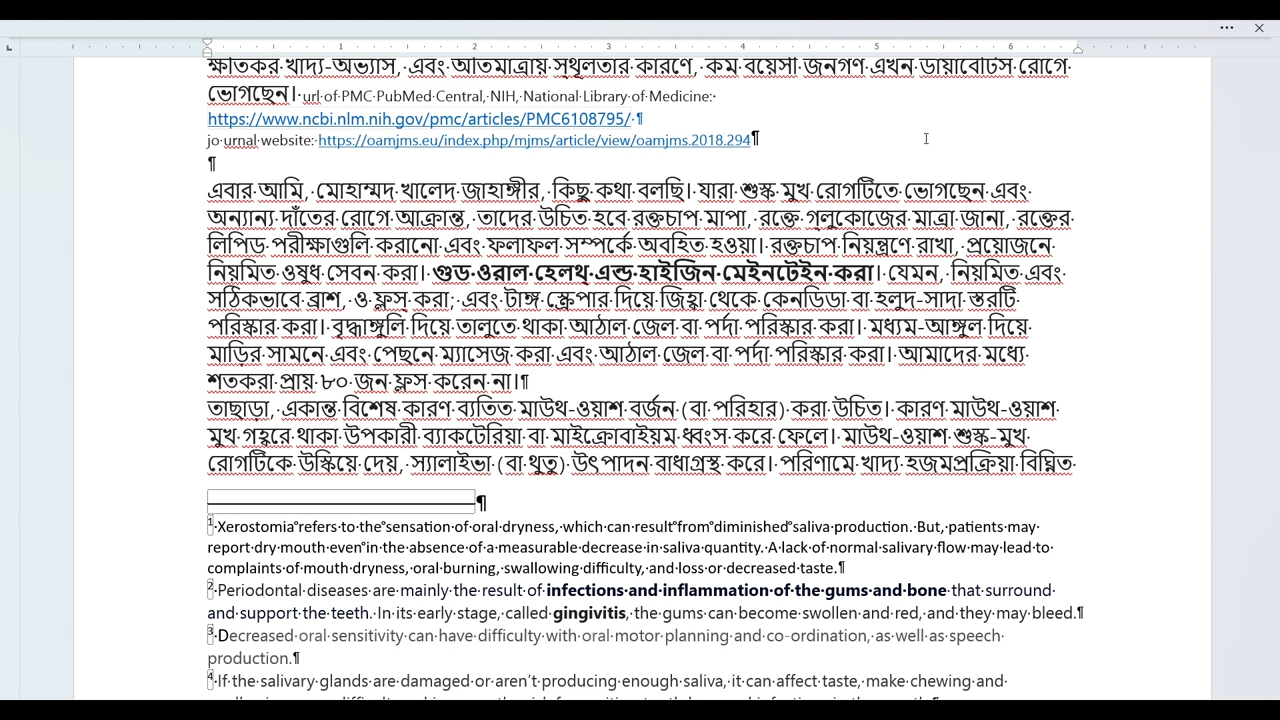 ক্ষতিকর খাদ্য-অভ্যাস, এবং অতিমাত্রায় স্থূলতার কারণে, কম বয়েসী জনগণ এখন ডায়াবেটিস রোগে
ভোগছেন। url of PMC PubMed Central, NIH, National Library of Medicine:
https://www.ncbi.nlm.nih.gov/pmc/articles/PMC6108795/ ¶
jo urnal website: https://oamjms.eu/index.php/mjms/article/view/oamjms.2018.294¶
¶
এবার আমি, মোহাম্মদ খালেদ জাহাঙ্গীর, কিছু কথা বলছি। যারা শুস্ক মুখ রোগটিতে ভোগছেন এবং
অন্যান্য দাঁতের রোগে আক্রান্ত, তাদের উচিত হবে রক্তচাপ মাপা, রক্তে গ্লুকোজের মাত্রা জানা, রক্তের
লিপিড পরীক্ষাগুলি করানো এবং ফলাফল সম্পর্কে অবহিত হওয়া। রক্তচাপ নিয়ন্ত্রণে রাখা, প্রয়োজনে
নিয়মিত ওষুধ সেবন করা। গুড ওরাল হেলথ্ এন্ড হাইজিন মেইনটেইন করা। যেমন, নিয়মিত এবং
সঠিকভাবে ব্রাশ, ও ফ্লস্ করা; এবং টাঙ্গ স্ক্রেপার দিয়ে জিহ্বা থেকে কেনডিডা বা হলুদ-সাদা স্তরটি
পরিস্কার করা। বৃদ্ধাঙ্গুলি দিয়ে তালুতে থাকা আঠাল জেল বা পর্দা পরিস্কার করা। মধ্যম-আঙ্গুল দিয়ে
মাড়ির সামনে এবং পেছনে ম্যাসেজ করা এবং আঠাল জেল বা পর্দা পরিস্কার করা। আমাদের মধ্যে
শতকরা প্রায় ৮০ জন ফ্লস করেন না।¶
তাছাড়া, একান্ত বিশেষ কারণ ব্যতিত মাউথ-ওয়াশ বর্জন (বা পরিহার) করা উচিত। কারণ মাউথ-ওয়াশ
মুখ গহ্বরে থাকা উপকারী ব্যাকটেরিয়া বা মাইক্রোবাইয়ম ধ্বংস করে ফেলে। মাউথ-ওয়াশ শুস্ক-মুখ
রোগটিকে উস্কিয়ে দেয়, স্যালাইভা (বা থুতু) উৎপাদন বাধাগ্রস্থ করে। পরিণামে খাদ্য হজমপ্রক্রিয়া বিঘ্নিত
¶
1 Xerostomia refers to the sensation of oral dryness, which can result from diminished saliva production. But, patients may
report dry mouth even in the absence of a measurable decrease in saliva quantity. A lack of normal salivary flow may lead to
complaints of mouth dryness, oral burning, swallowing difficulty, and loss or decreased taste.¶
2 Periodontal diseases are mainly the result of infections and inflammation of the gums and bone that surround
and support the teeth. In its early stage, called gingivitis, the gums can become swollen and red, and they may bleed.¶
3 Decreased oral sensitivity can have difficulty with oral motor planning and co-ordination, as well as speech
production.¶
4 If the salivary glands are damaged or aren't producing enough saliva, it can affect taste, make chewing and